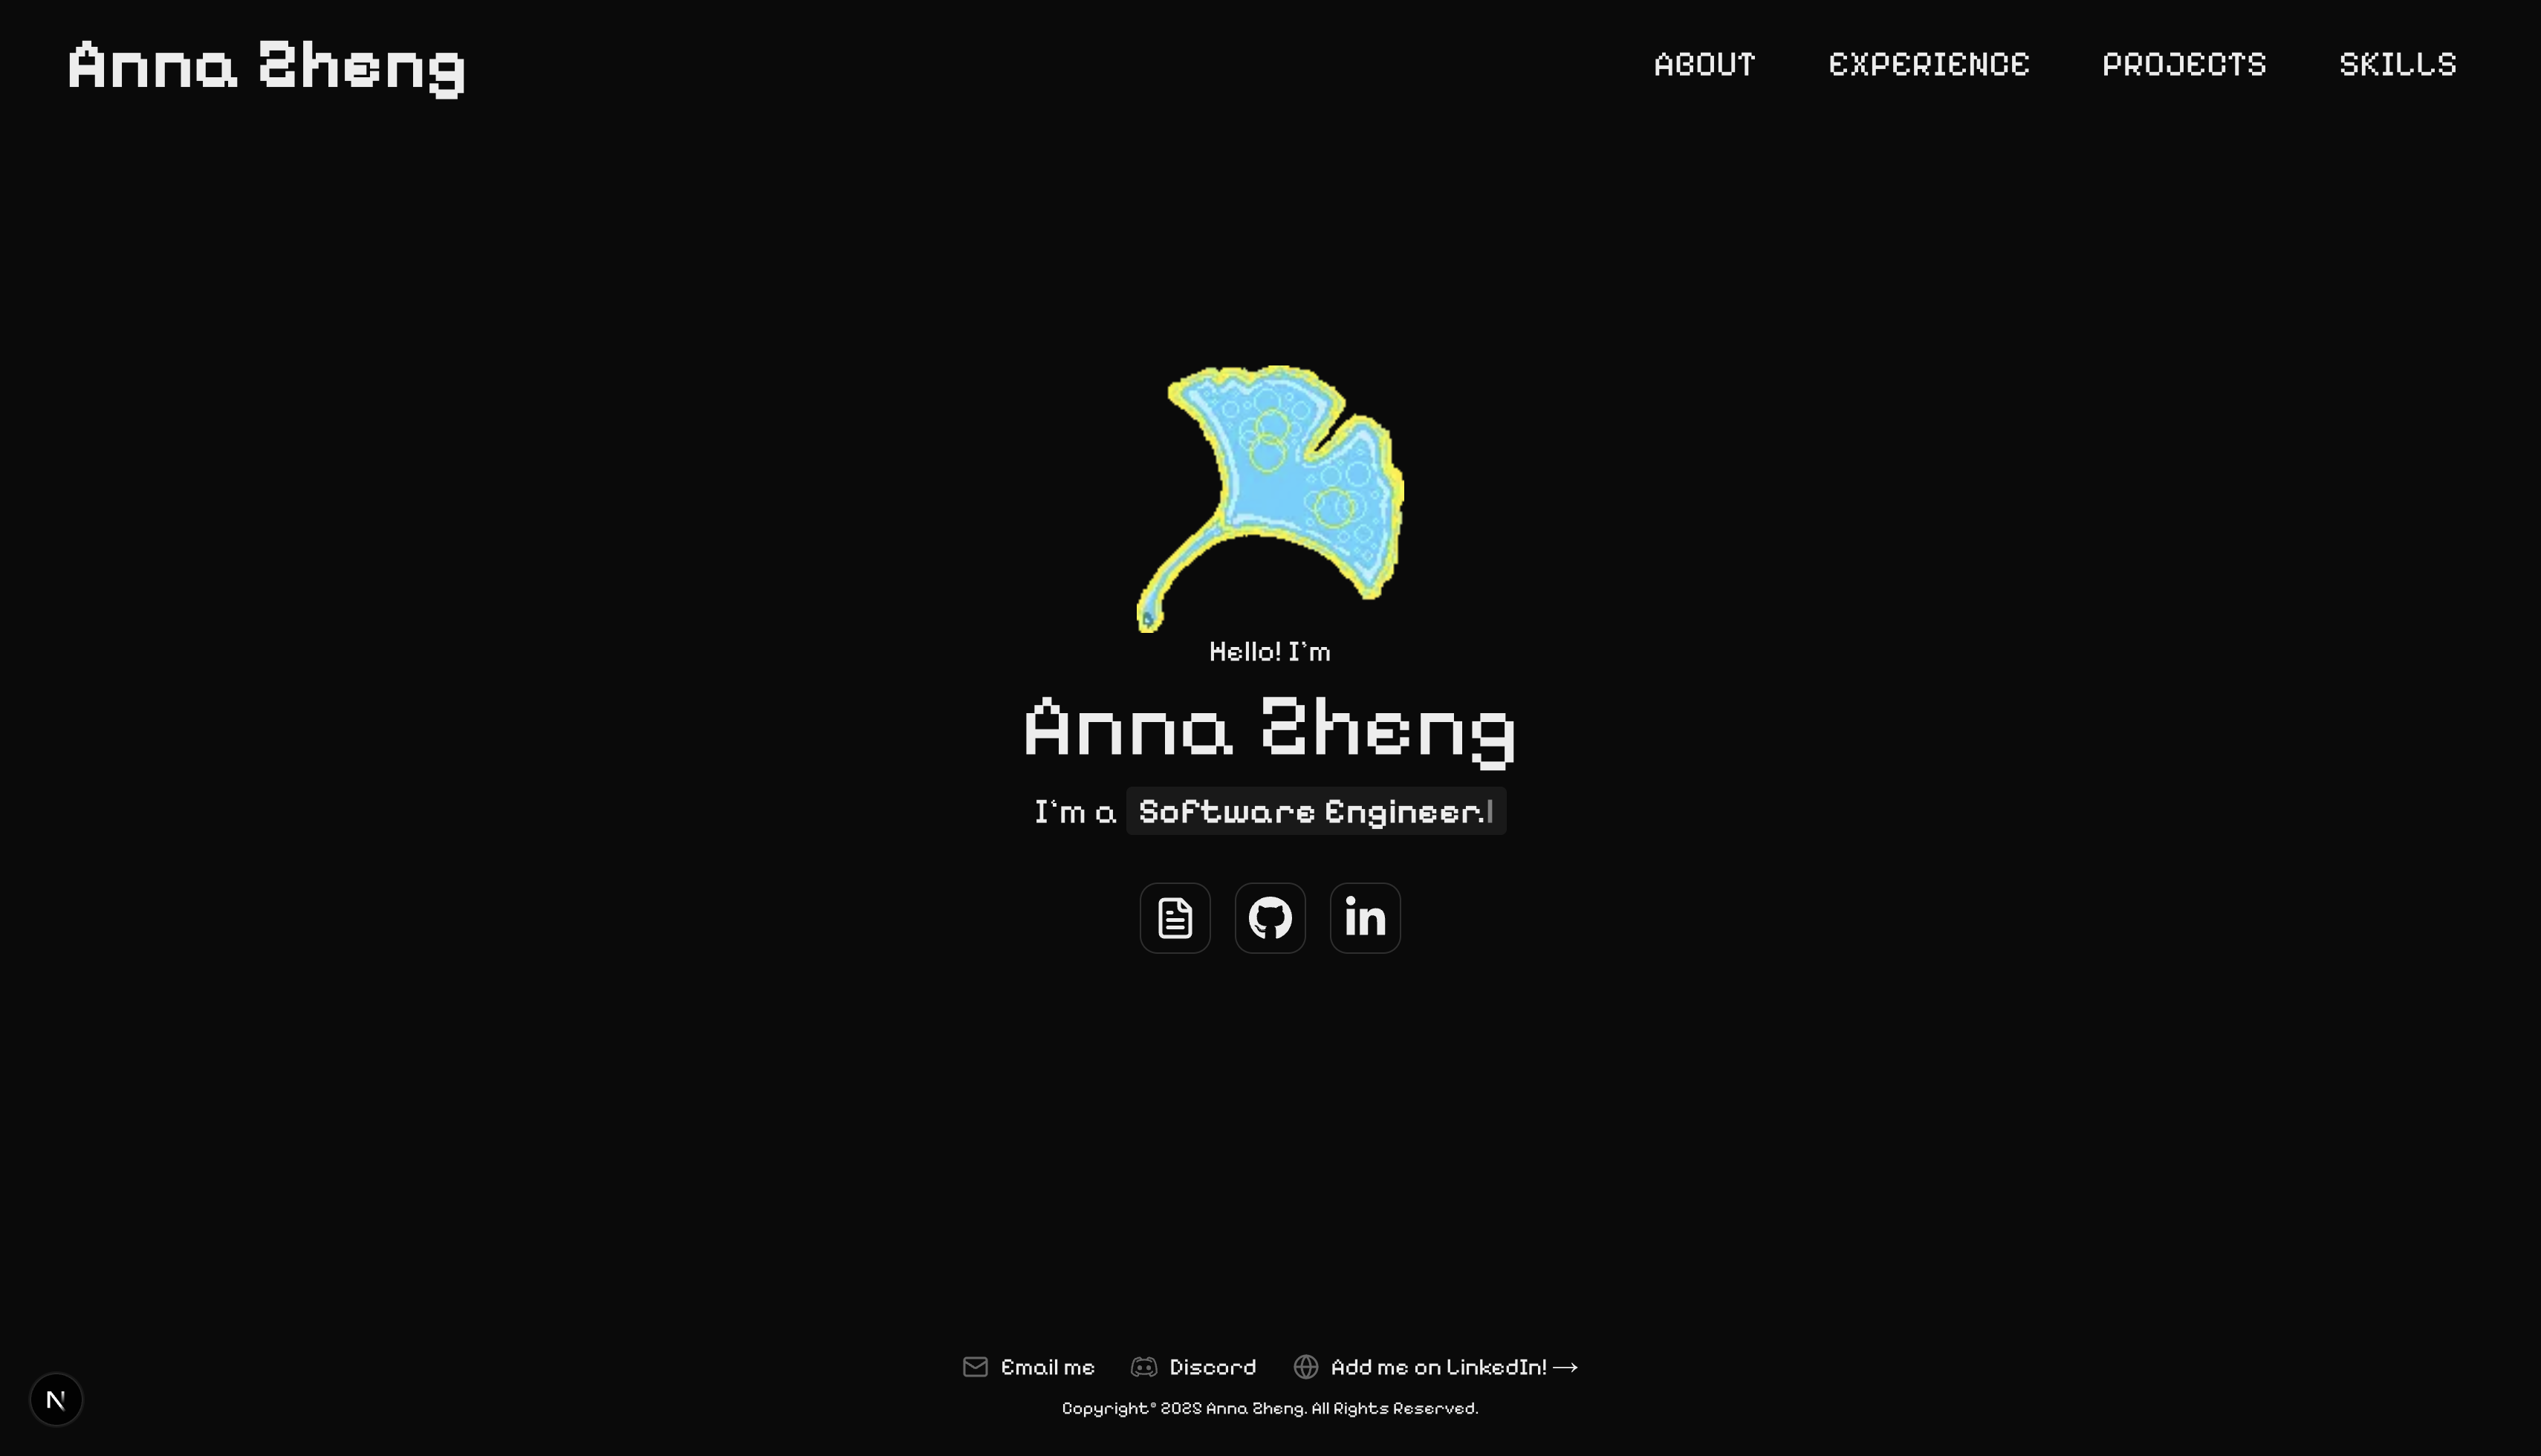 Anna Zheng
ABOUT EXPERIENCE PROJECTS SKILLS
Hello! I'm
Anna Zheng
I'm a Software Engineer.
in
Email me Discord Add me on LinkedIn! →
Copyright© 2025 Anna Zheng. All Rights Reserved.
N